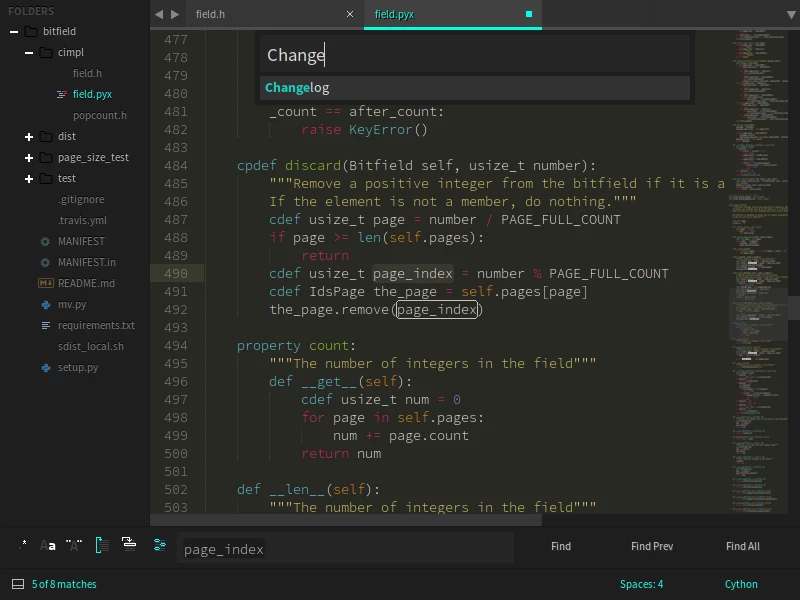 FOLDERS
bitfield
cimpl
field.h
field.pyx
popcount.h
dist
page_size_test
test
.gitignore
.travis.yml
MANIFEST
MANIFEST.in
M README.md
mv.py
requirements.txt
sdist_local.sh
setup.py
field.h
field.pyx
Change
Changelog
477
478
479
480
481 _count == after_count:
482 raise KeyError()
483
484 cpdef discard(Bitfield self, usize_t number):
485 """Remove a positive integer from the bitfield if it is a
486 If the element is not a member, do nothing."""
487 cdef usize_t page = number / PAGE_FULL_COUNT
488 if page >= len(self.pages):
489 return
490 cdef usize_t page_index = number % PAGE_FULL_COUNT
491 cdef IdsPage the_page = self.pages[page]
492 the_page.remove(page_index)
493
494 property count:
495 """The number of integers in the field"""
496 def __get__(self):
497 cdef usize_t num = 0
498 for page in self.pages:
499 num += page.count
500 return num
501
502 def __len__(self):
503 """The number of integers in the field"""
.* Aa "A" page_index Find Find Prev Find All
5 of 8 matches Spaces: 4 Cython